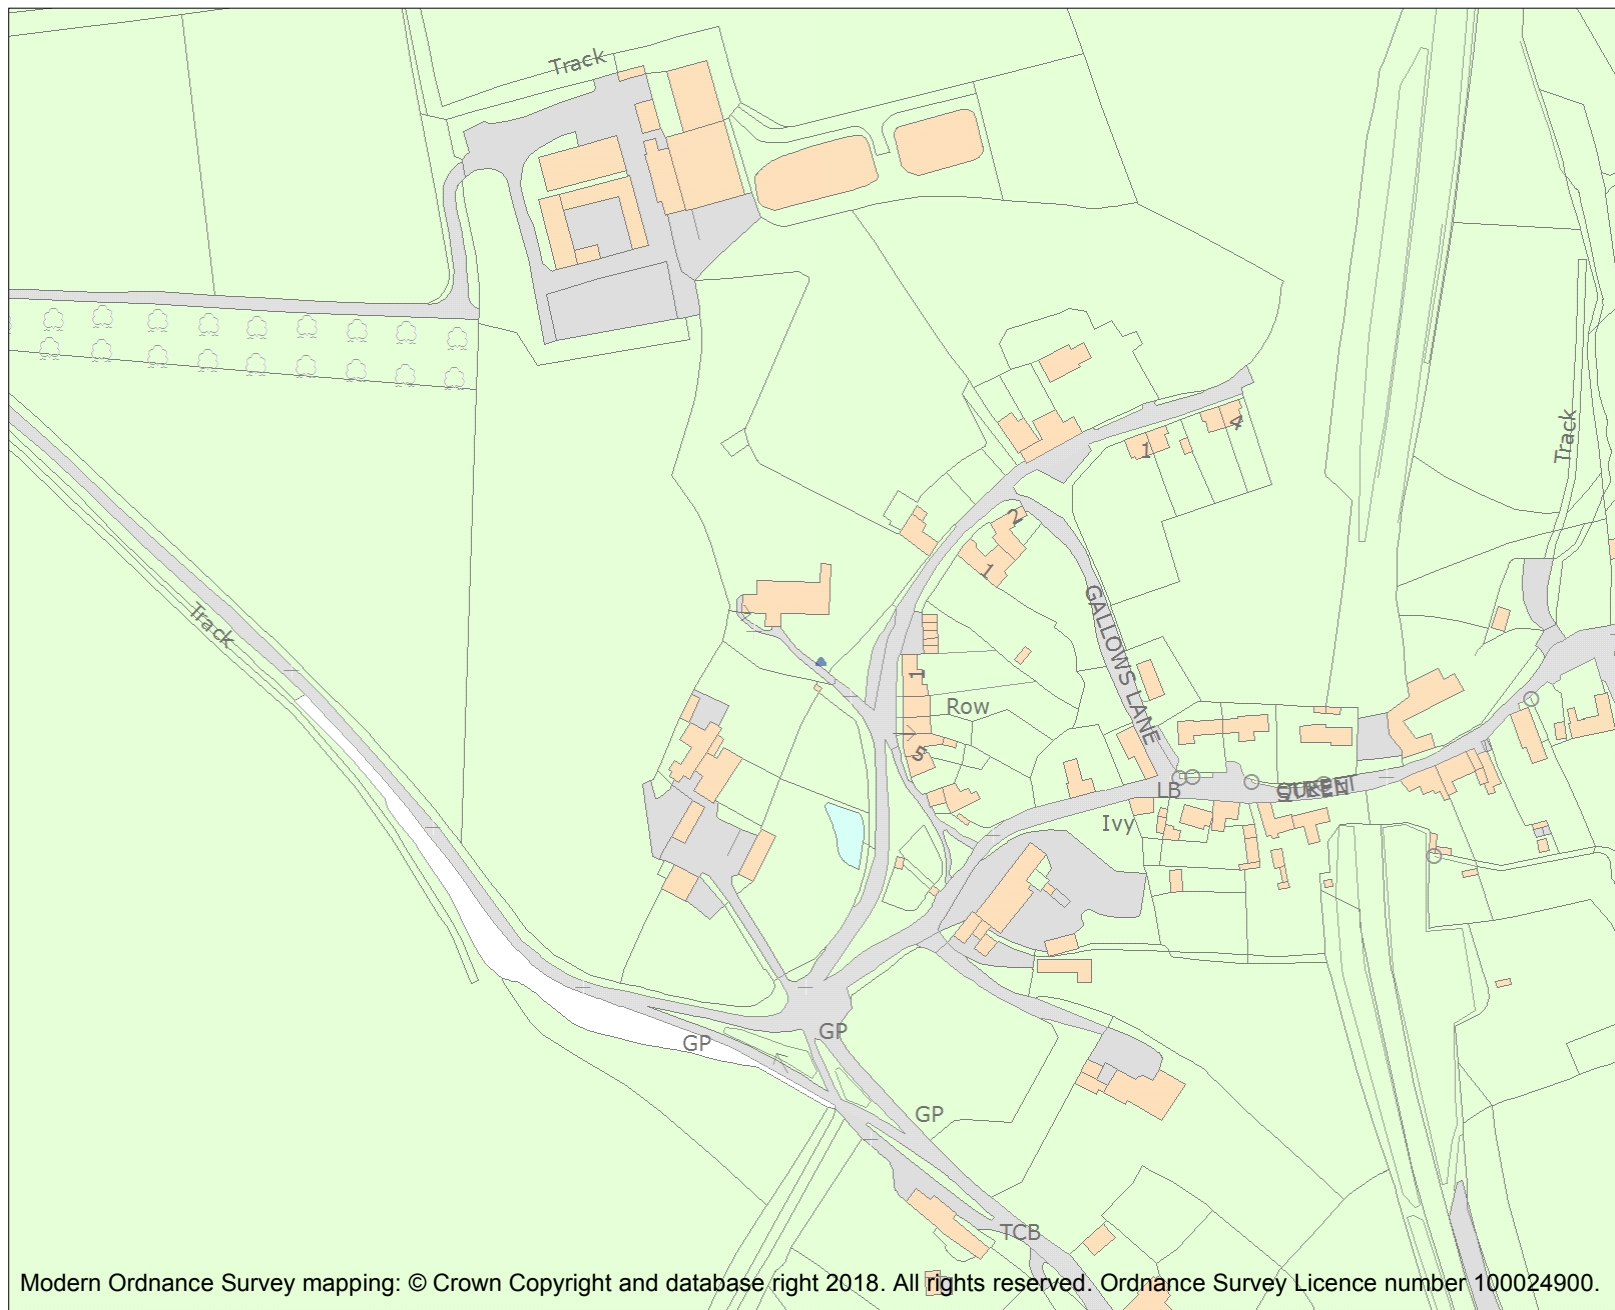 Track
4
1
Track
2
1
GALLOWS LANE
Track
1
Row
5
LB
Ivy
GP
GP
GP
TCB
Modern Ordnance Survey mapping: © Crown Copyright and database right 2018. All rights reserved. Ordnance Survey Licence number 100024900.